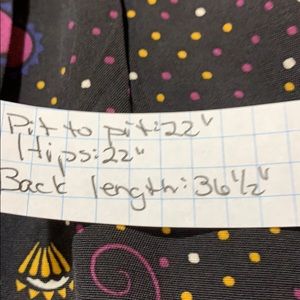 Pit to pit: 22"
Hips: 22"
Back length: 36 1/2"